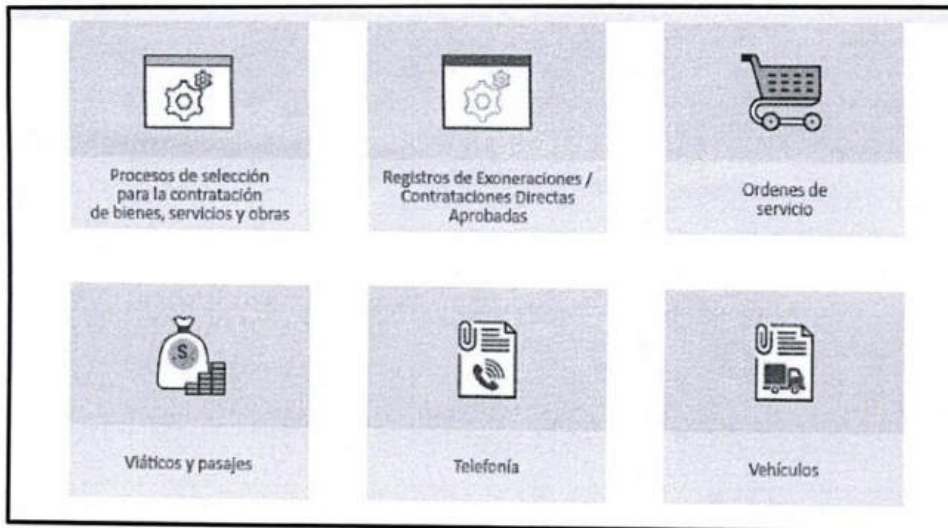 Procesos de selección
para la contratación
de bienes, servicios y obras
Registros de Exoneraciones /
Contrataciones Directas
Aprobadas
Ordenes de
servicio
S
Viáticos y pasajes
Telefonía
Vehículos